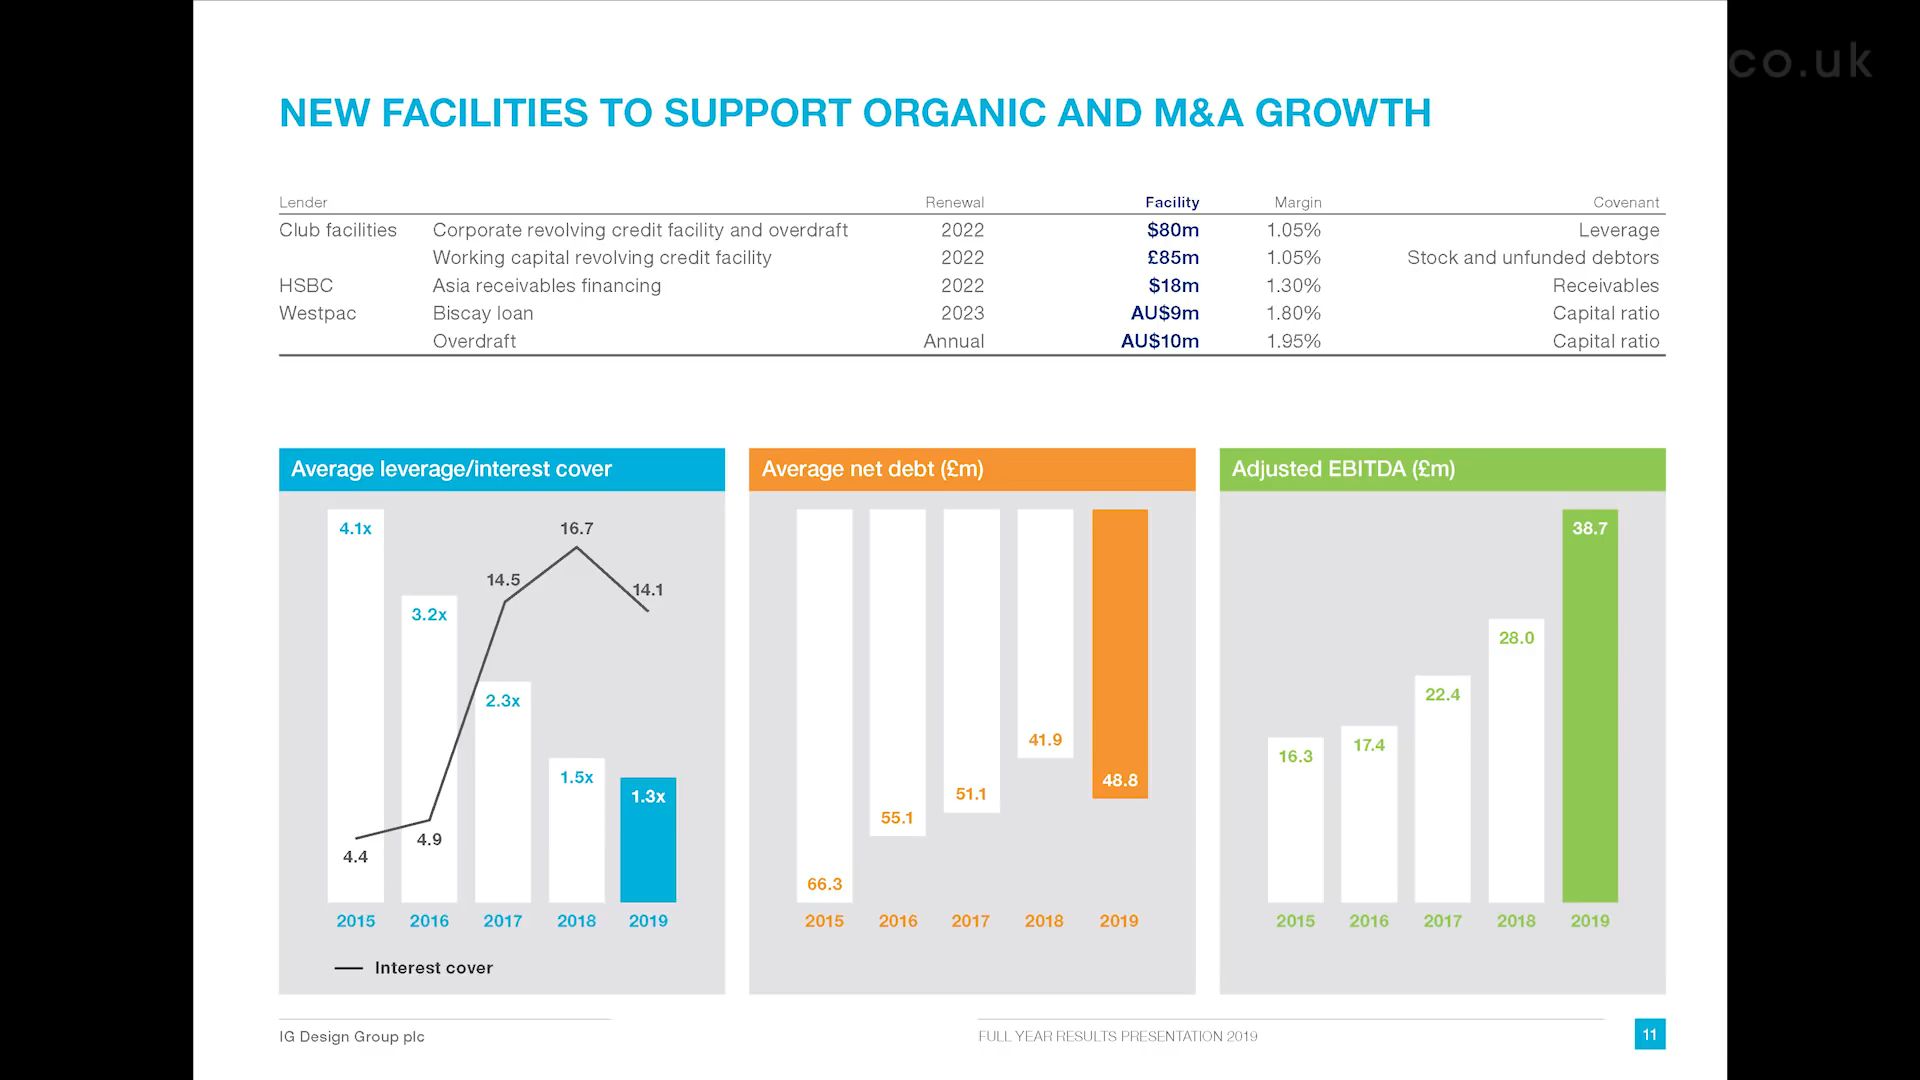 co.uk
NEW FACILITIES TO SUPPORT ORGANIC AND M&A GROWTH
Lender Renewal Facility Margin Covenant
Club facilities Corporate revolving credit facility and overdraft 2022 $80m 1.05% Leverage
Working capital revolving credit facility 2022 £85m 1.05% Stock and unfunded debtors
HSBC Asia receivables financing 2022 $18m 1.30% Receivables
Westpac Biscay loan 2023 AU$9m 1.80% Capital ratio
Overdraft Annual AU$10m 1.95% Capital ratio
Average leverage/interest cover
4.1x
3.2x
2.3x
1.5x
1.3x
4.4
4.9
14.5
16.7
14.1
2015 2016 2017 2018 2019
Interest cover
Average net debt (£m)
66.3
55.1
51.1
41.9
48.8
2015 2016 2017 2018 2019
Adjusted EBITDA (£m)
16.3
17.4
22.4
28.0
38.7
2015 2016 2017 2018 2019
IG Design Group plc
FULL YEAR RESULTS PRESENTATION 2019
11